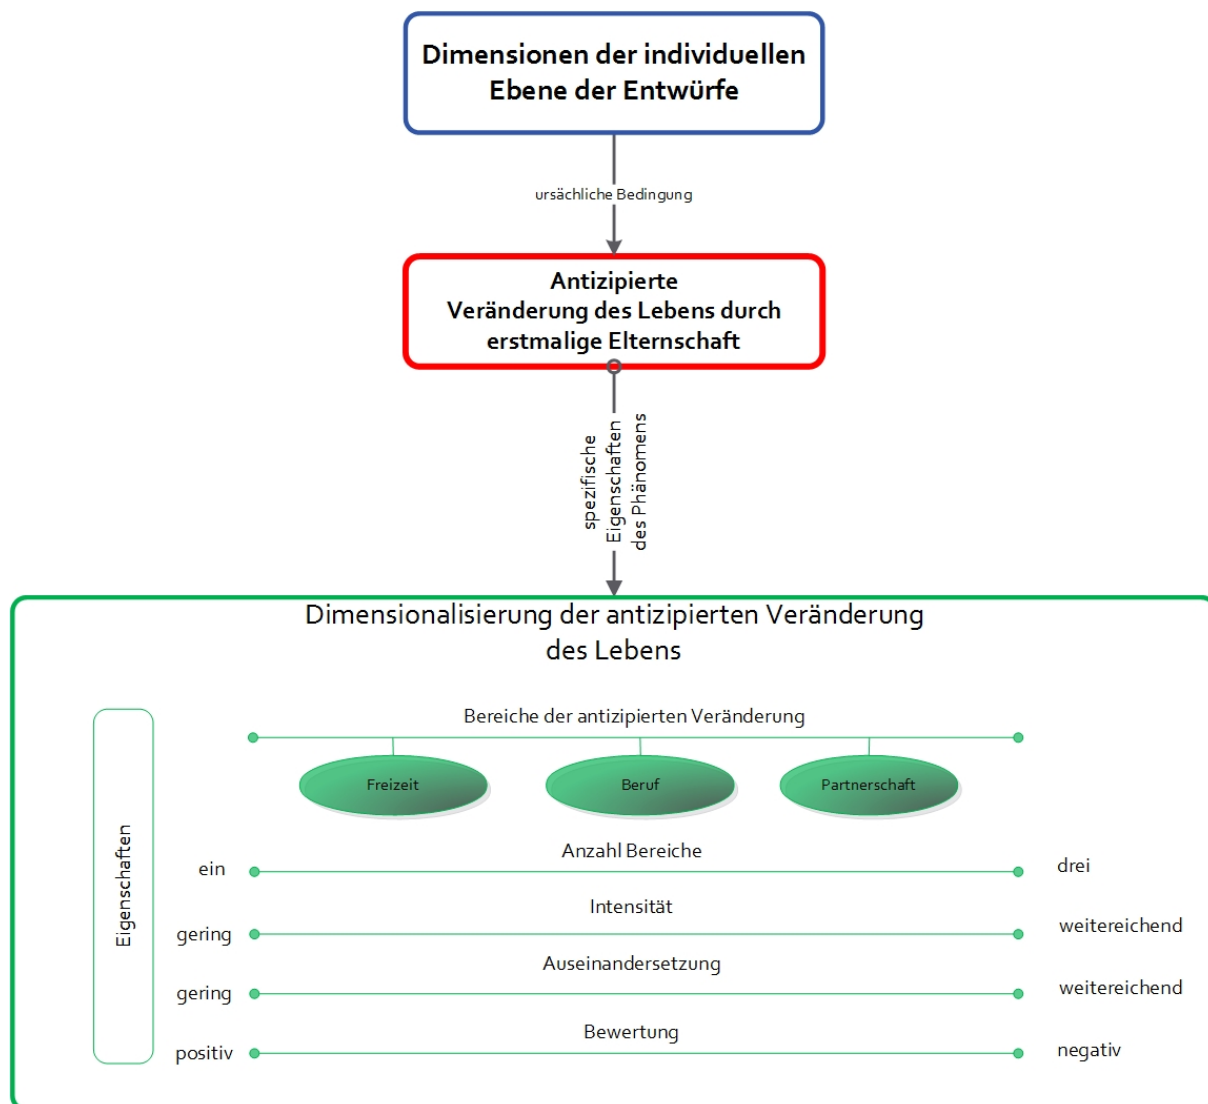 Dimensionen der individuellen
Ebene der Entwürfe
ursächliche Bedingung
Antizipierte
Veränderung des Lebens durch
erstmalige Elternschaft
spezifische
Eigenschaften
des Phänomens
Dimensionalisierung der antizipierten Veränderung
des Lebens
Eigenschaften
Bereiche der antizipierten Veränderung
Freizeit
Beruf
Partnerschaft
Anzahl Bereiche
ein
drei
Intensität
gering
weitereichend
Auseinandersetzung
gering
weitereichend
Bewertung
positiv
negativ